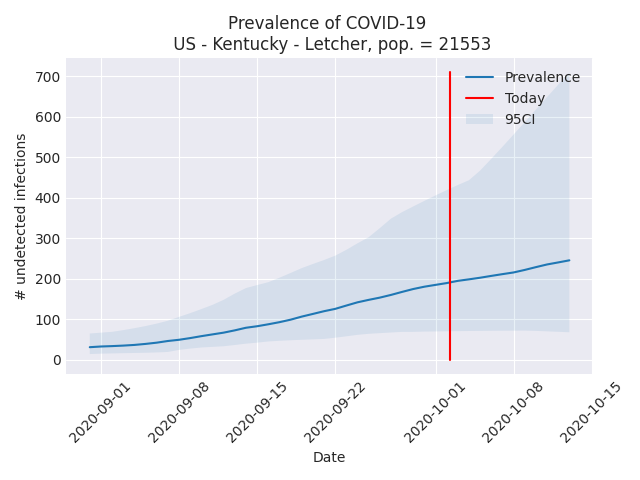 Prevalence of COVID-19
US - Kentucky - Letcher, pop. = 21553
Prevalence
Today
95CI
# undetected infections
700
600
500
400
300
200
100
0
2020-09-01
2020-09-08
2020-09-15
2020-09-22
2020-10-01
2020-10-08
2020-10-15
Date